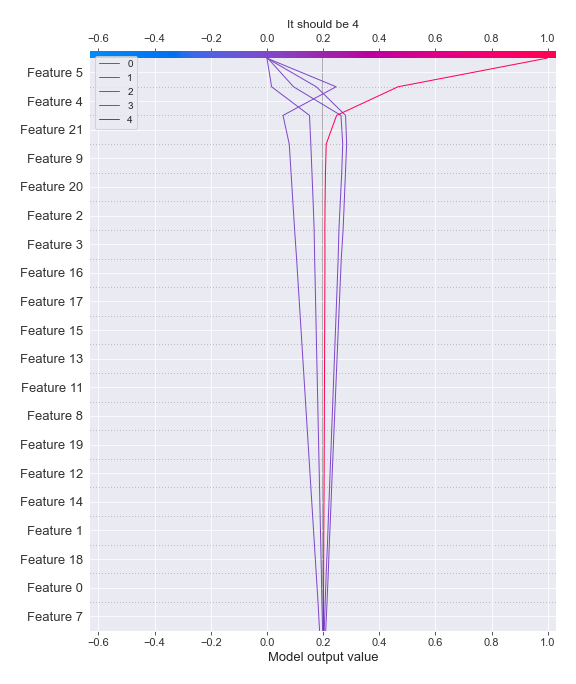 It should be 4
−0.6 −0.4 −0.2 0.0 0.2 0.4 0.6 0.8 1.0
0
1
2
3
4
Feature 5
Feature 4
Feature 21
Feature 9
Feature 20
Feature 2
Feature 3
Feature 16
Feature 17
Feature 15
Feature 13
Feature 11
Feature 8
Feature 19
Feature 12
Feature 14
Feature 1
Feature 18
Feature 0
Feature 7
−0.6 −0.4 −0.2 0.0 0.2 0.4 0.6 0.8 1.0
Model output value